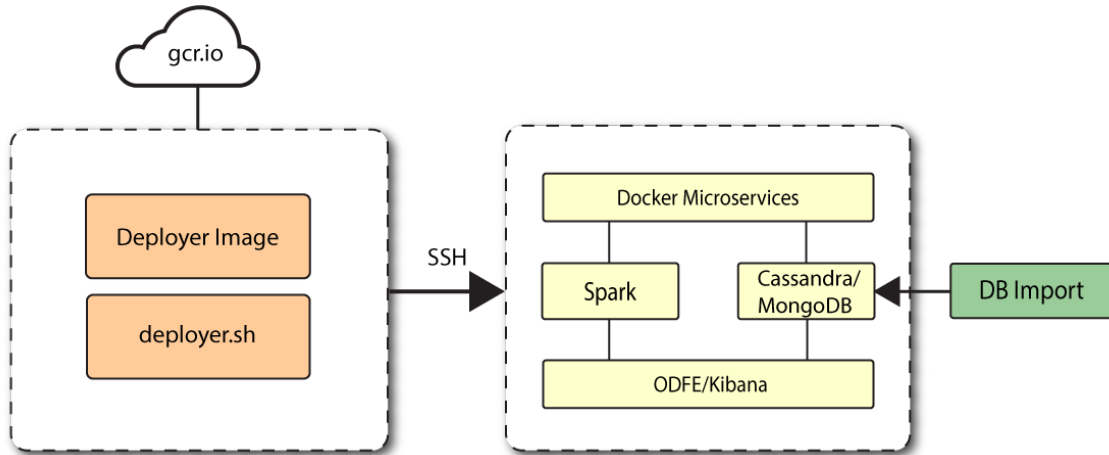 gcr.io
Deployer Image
deployer.sh
SSH
Docker Microservices
Spark
Cassandra/
MongoDB
ODFE/Kibana
DB Import